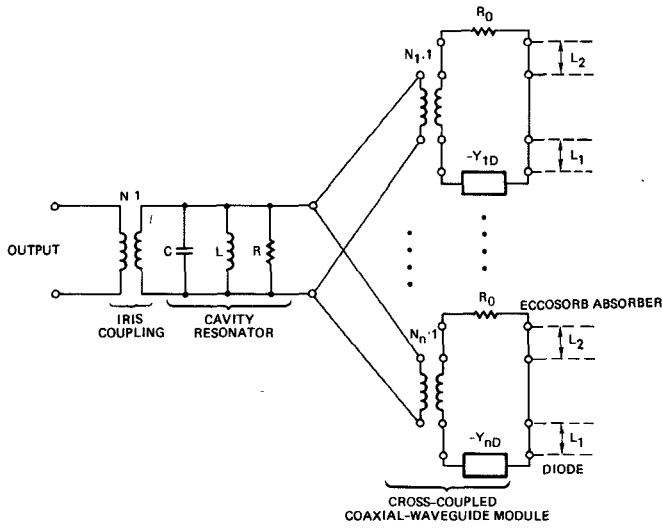 R0
N1:1
L2
L1
-Y1D
N 1
OUTPUT
C
L
R
IRIS
COUPLING
CAVITY
RESONATOR
R0
ECCOSORB ABSORBER
Nn:1
L2
L1
-YnD
DIODE
CROSS-COUPLED
COAXIAL-WAVEGUIDE MODULE